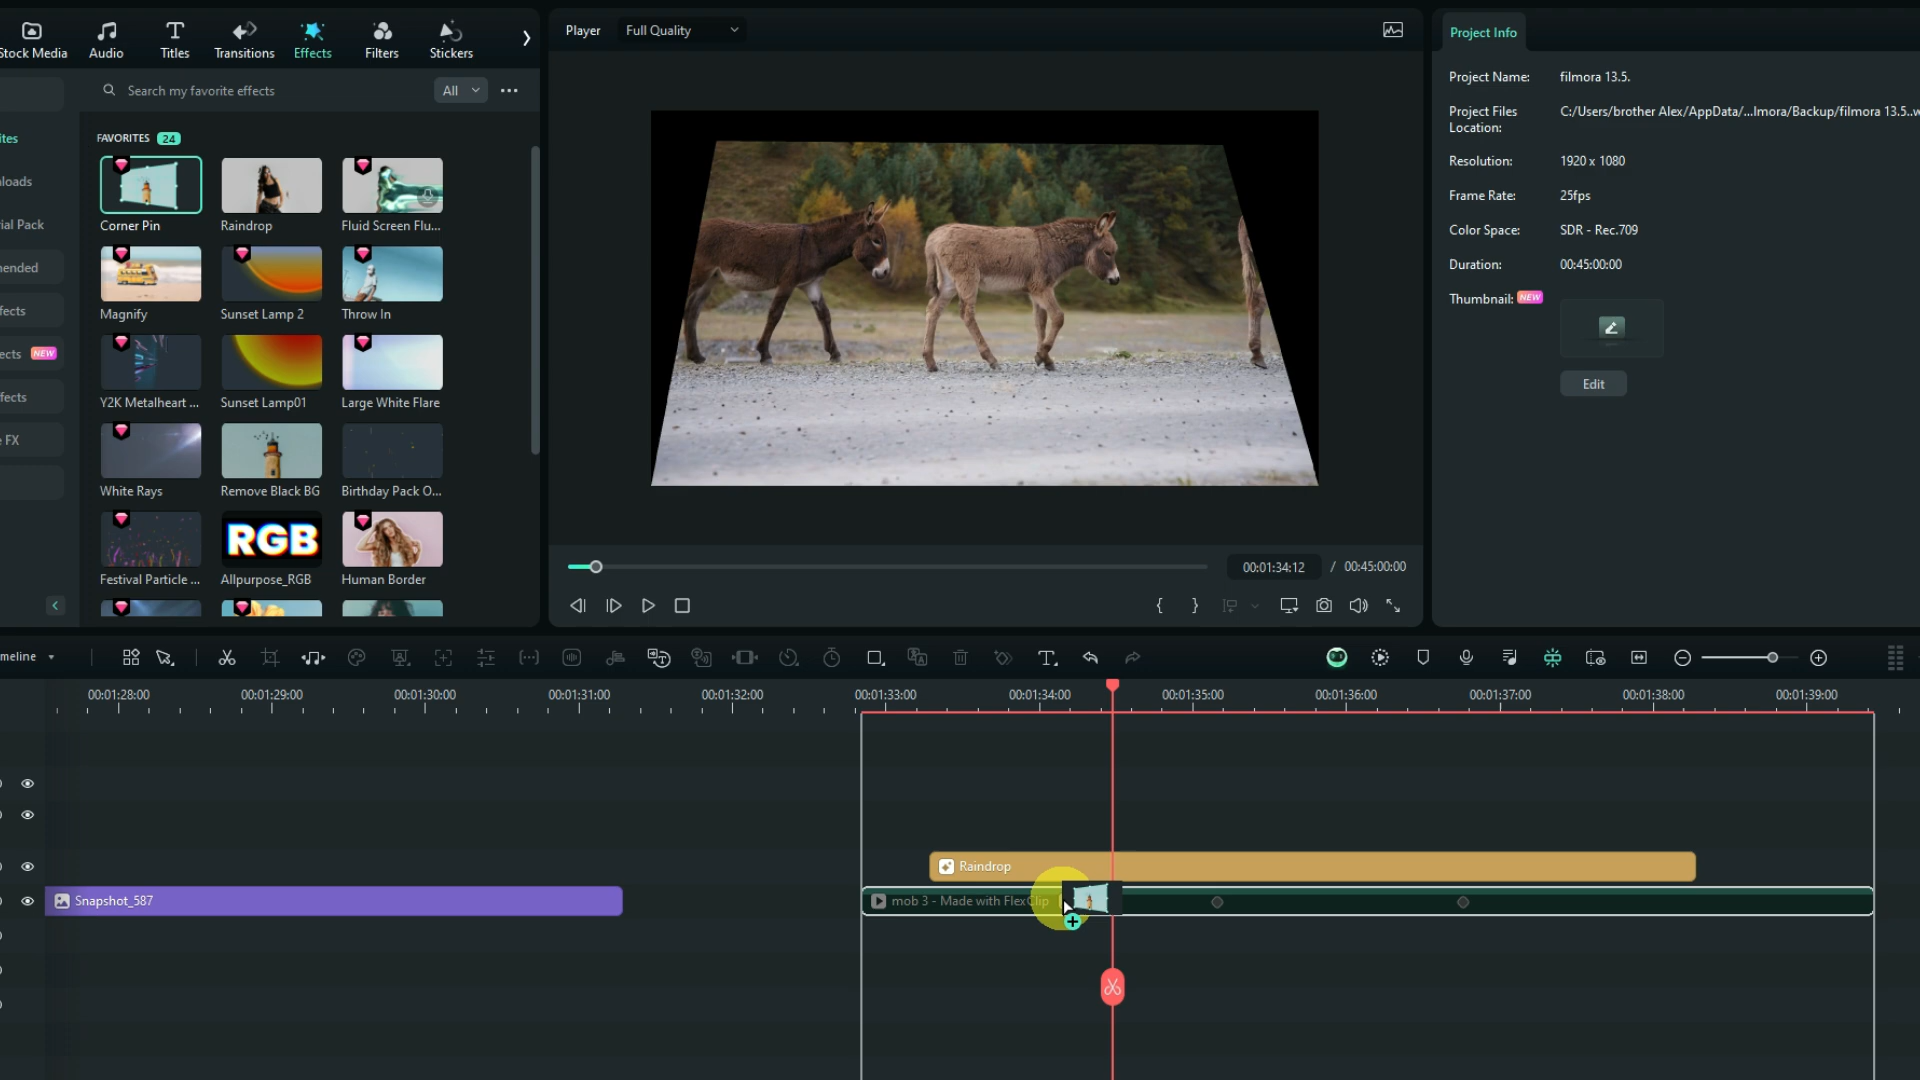 Stock Media
Audio
Titles
Transitions
Effects
Filters
Stickers
Search my favorite effects
All
ites
loads
ial Pack
ended
fects
ects NEW
fects
e FX
FAVORITES 24
Corner Pin
Raindrop
Fluid Screen Flu...
Magnify
Sunset Lamp 2
Throw In
Y2K Metalheart ...
Sunset Lamp01
Large White Flare
White Rays
Remove Black BG
Birthday Pack O...
RGB
Festival Particle ...
Allpurpose_RGB
Human Border
Player
Full Quality
00:01:34:12 / 00:45:00:00
Project Info
Project Name: filmora 13.5.
Project Files Location: C:/Users/brother Alex/AppData/...lmora/Backup/filmora 13.5..w
Resolution: 1920 x 1080
Frame Rate: 25fps
Color Space: SDR - Rec.709
Duration: 00:45:00:00
Thumbnail: NEW
Edit
meline
00:01:28:00
00:01:29:00
00:01:30:00
00:01:31:00
00:01:32:00
00:01:33:00
00:01:34:00
00:01:35:00
00:01:36:00
00:01:37:00
00:01:38:00
00:01:39:00
Raindrop
Snapshot_587
mob 3 - Made with FlexClip